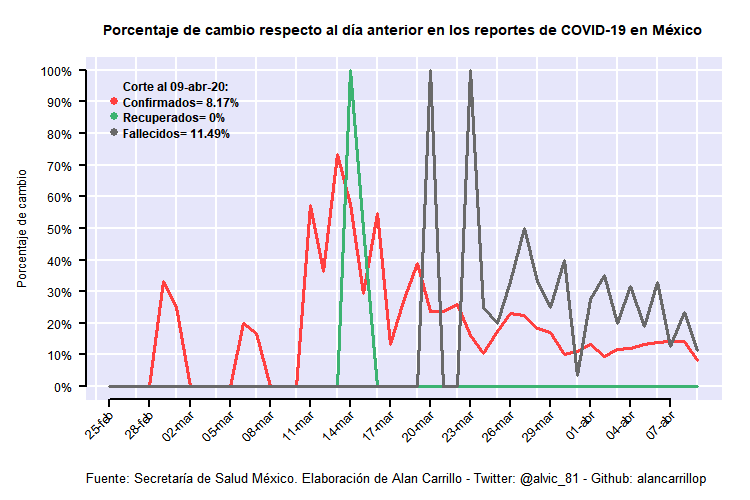 Porcentaje de cambio respecto al día anterior en los reportes de COVID-19 en México
Corte al 09-abr-20:
Confirmados= 8.17%
Recuperados= 0%
Fallecidos= 11.49%
Porcentaje de cambio
100%
90%
80%
70%
60%
50%
40%
30%
20%
10%
0%
25-feb
28-feb
02-mar
05-mar
08-mar
11-mar
14-mar
17-mar
20-mar
23-mar
26-mar
29-mar
01-abr
04-abr
07-abr
Fuente: Secretaría de Salud México. Elaboración de Alan Carrillo - Twitter: @alvic_81 - Github: alancarrillop